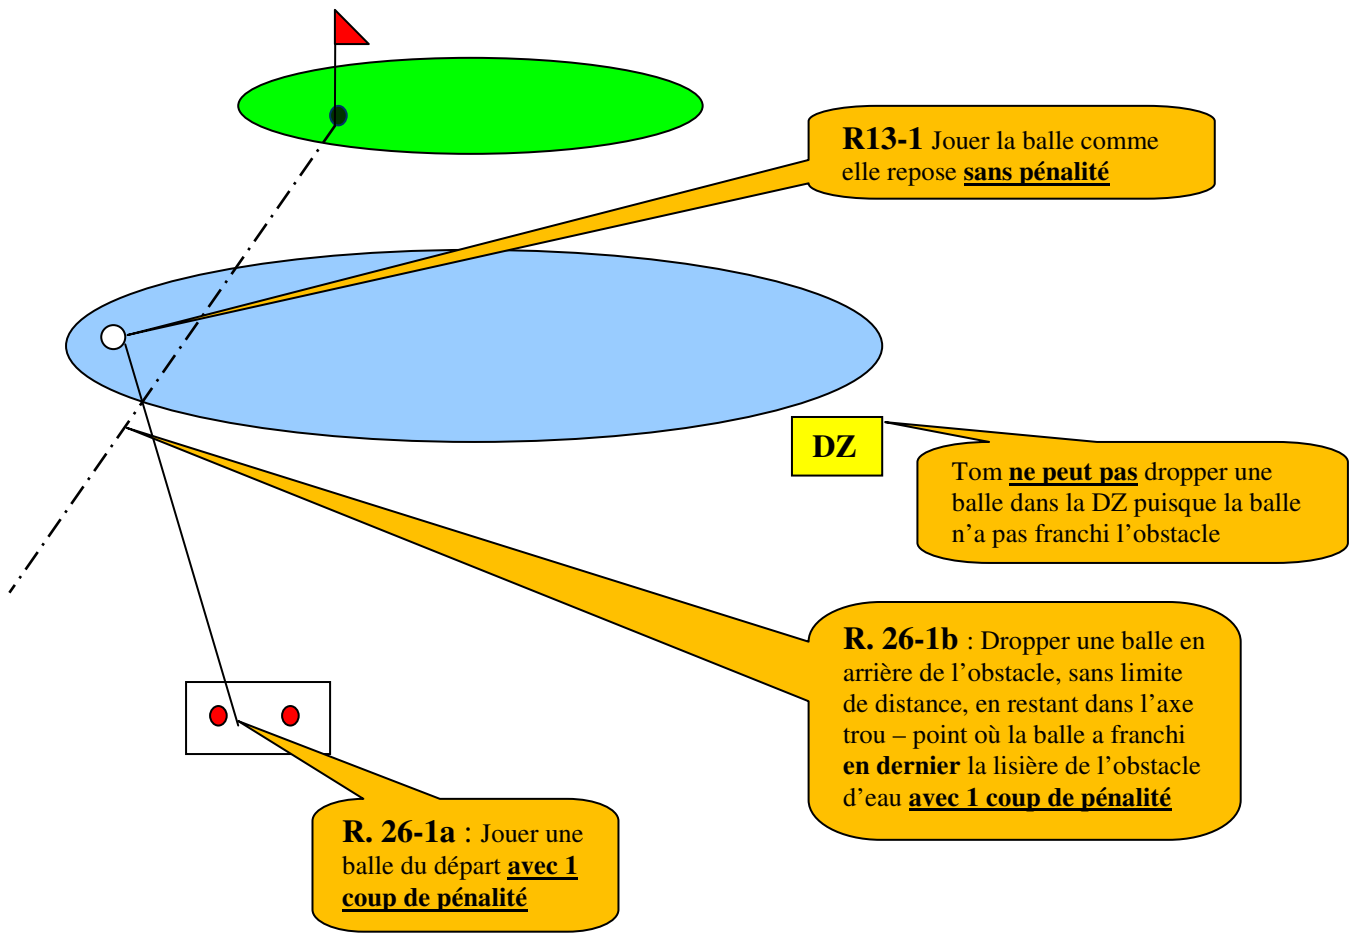 R13-1 Jouer la balle comme
elle repose sans pénalité
DZ
Tom ne peut pas dropper une
balle dans la DZ puisque la balle
n’a pas franchi l’obstacle
R. 26-1b : Dropper une balle en
arrière de l’obstacle, sans limite
de distance, en restant dans l’axe
trou – point où la balle a franchi
en dernier la lisière de l’obstacle
d’eau avec 1 coup de pénalité
R. 26-1a : Jouer une
balle du départ avec 1
coup de pénalité